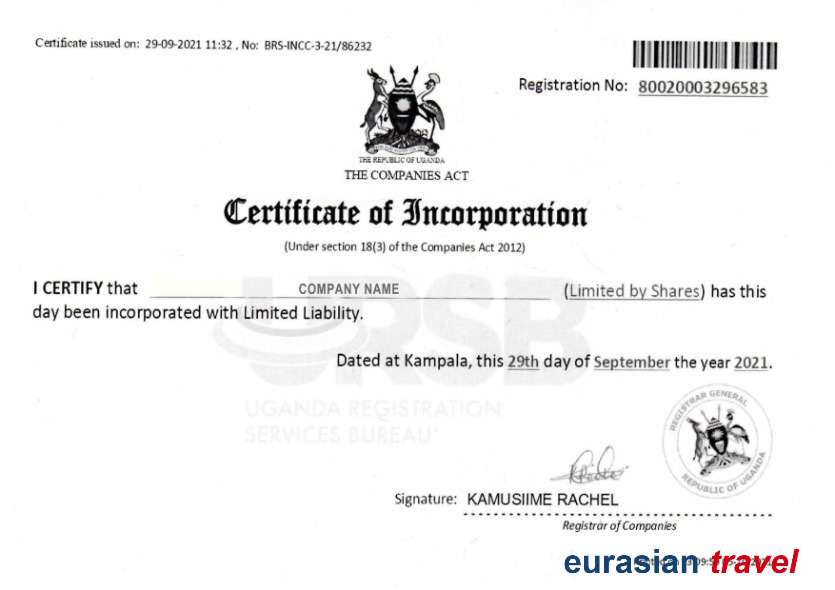 Certificate issued on: 29-09-2021 11:32 , No: BRS-INCC-3-21/86232
Registration No: 80020003296583
THE REPUBLIC OF UGANDA
THE COMPANIES ACT
Certificate of Incorporation
(Under section 18(3) of the Companies Act 2012)
I CERTIFY that COMPANY NAME (Limited by Shares) has this
day been incorporated with Limited Liability.
URSB
Dated at Kampala, this 29th day of September the year 2021.
UGANDA REGISTRATION
SERVICES BUREAU
REGISTRAR GENERAL
REPUBLIC OF UGANDA
Signature: KAMUSIIME RACHEL
Registrar of Companies
eurasian travel